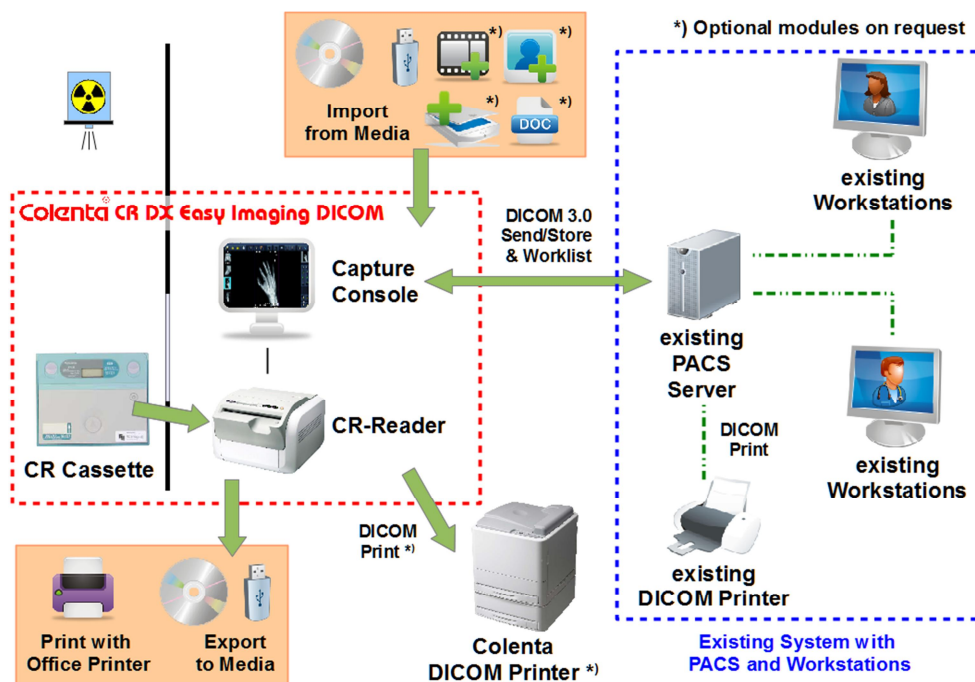 *) Optional modules on request
*)
*)
Import
from Media
*)
*)
DOC
Colenta CR DX Easy Imaging DICOM
DICOM 3.0
Send/Store
& Worklist
existing
Workstations
Capture
Console
existing
PACS
Server
CR-Reader
CR Cassette
DICOM
Print
existing
Workstations
DICOM
Print *)
existing
DICOM Printer
Print with
Office Printer
Export
to Media
Colenta
DICOM Printer *)
Existing System with
PACS and Workstations